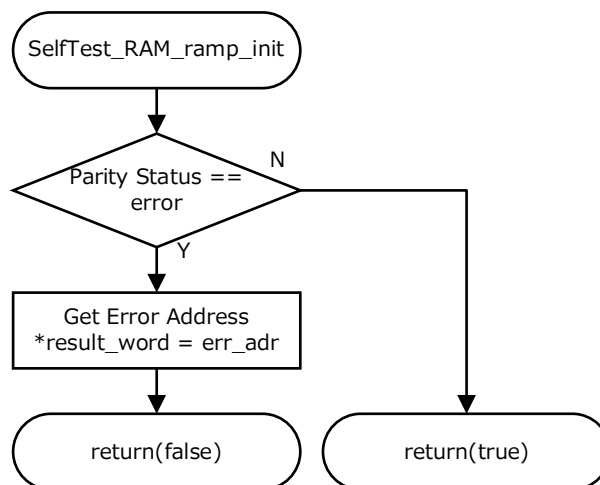 SelfTest_RAM_ramp_init
N
Parity Status ==
error
Y
Get Error Address
*result_word = err_adr
return(false)
return(true)